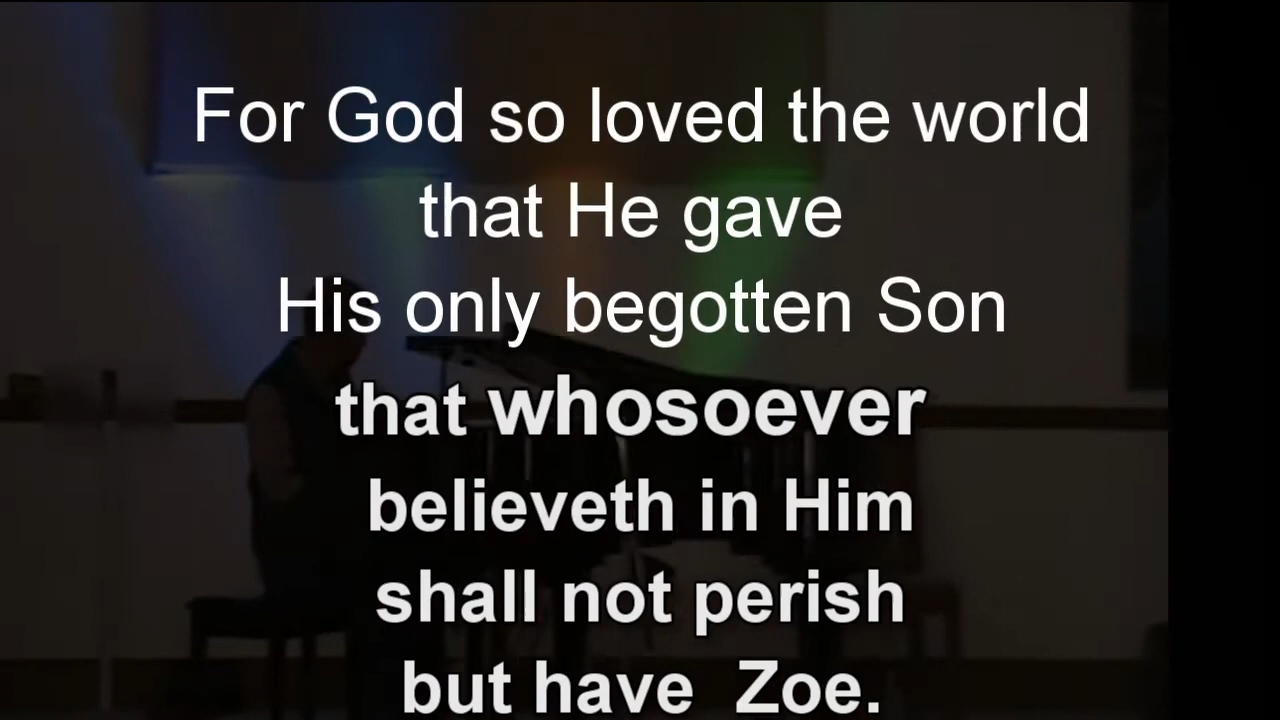 For God so loved the world
that He gave
His only begotten Son
that whosoever
believeth in Him
shall not perish
but have Zoe.